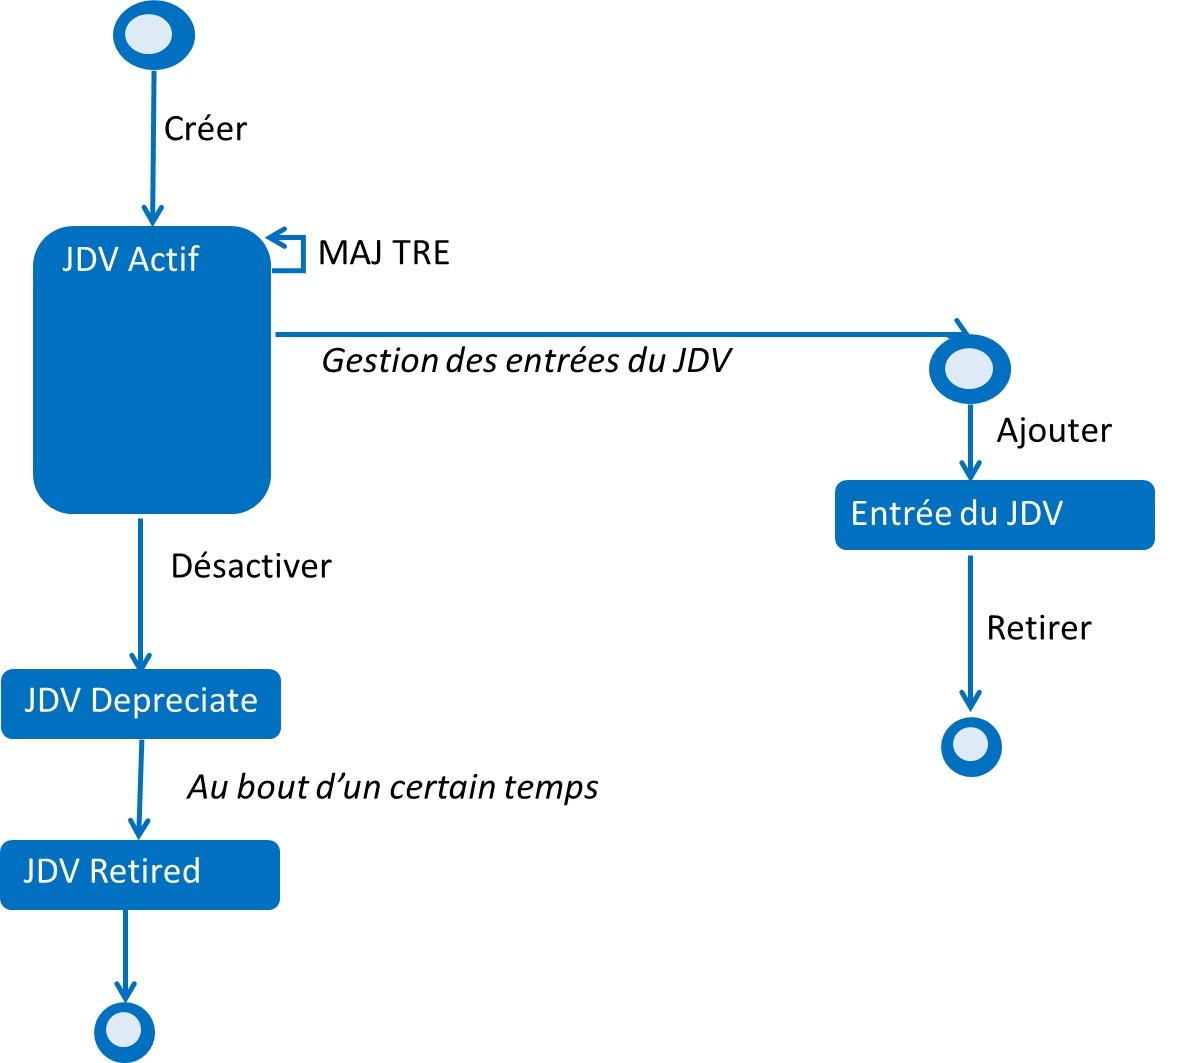 Créer
JDV Actif
MAJ TRE
Gestion des entrées du JDV
Ajouter
Entrée du JDV
Désactiver
Retirer
JDV Depreciate
Au bout d’un certain temps
JDV Retired